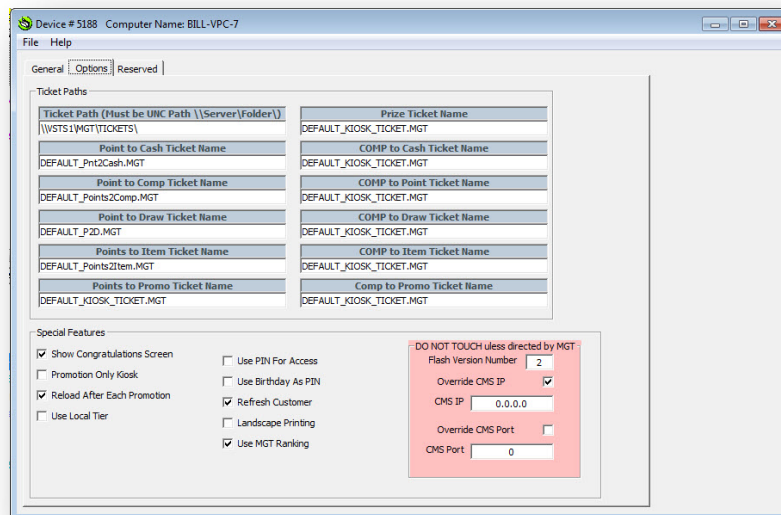 Device # 5188 Computer Name: BILL-VPC-7
File Help
General Options Reserved
Ticket Paths
Ticket Path (Must be UNC Path \\Server\Folder\) Prize Ticket Name
\\VSTS1\MGT\TICKETS\ DEFAULT_KIOSK_TICKET.MGT
Point to Cash Ticket Name COMP to Cash Ticket Name
DEFAULT_Pnt2Cash.MGT DEFAULT_KIOSK_TICKET.MGT
Point to Comp Ticket Name COMP to Point Ticket Name
DEFAULT_Points2Comp.MGT DEFAULT_KIOSK_TICKET.MGT
Point to Draw Ticket Name COMP to Draw Ticket Name
DEFAULT_P2D.MGT DEFAULT_KIOSK_TICKET.MGT
Points to Item Ticket Name COMP to Item Ticket Name
DEFAULT_Points2Item.MGT DEFAULT_KIOSK_TICKET.MGT
Points to Promo Ticket Name Comp to Promo Ticket Name
DEFAULT_KIOSK_TICKET.MGT DEFAULT_KIOSK_TICKET.MGT
Special Features
Show Congratulations Screen
Promotion Only Kiosk
Reload After Each Promotion
Use Local Tier
Use PIN For Access
Use Birthday As PIN
Refresh Customer
Landscape Printing
Use MGT Ranking
DO NOT TOUCH uless directed by MGT
Flash Version Number 2
Override CMS IP
CMS IP 0.0.0.0
Override CMS Port
CMS Port 0